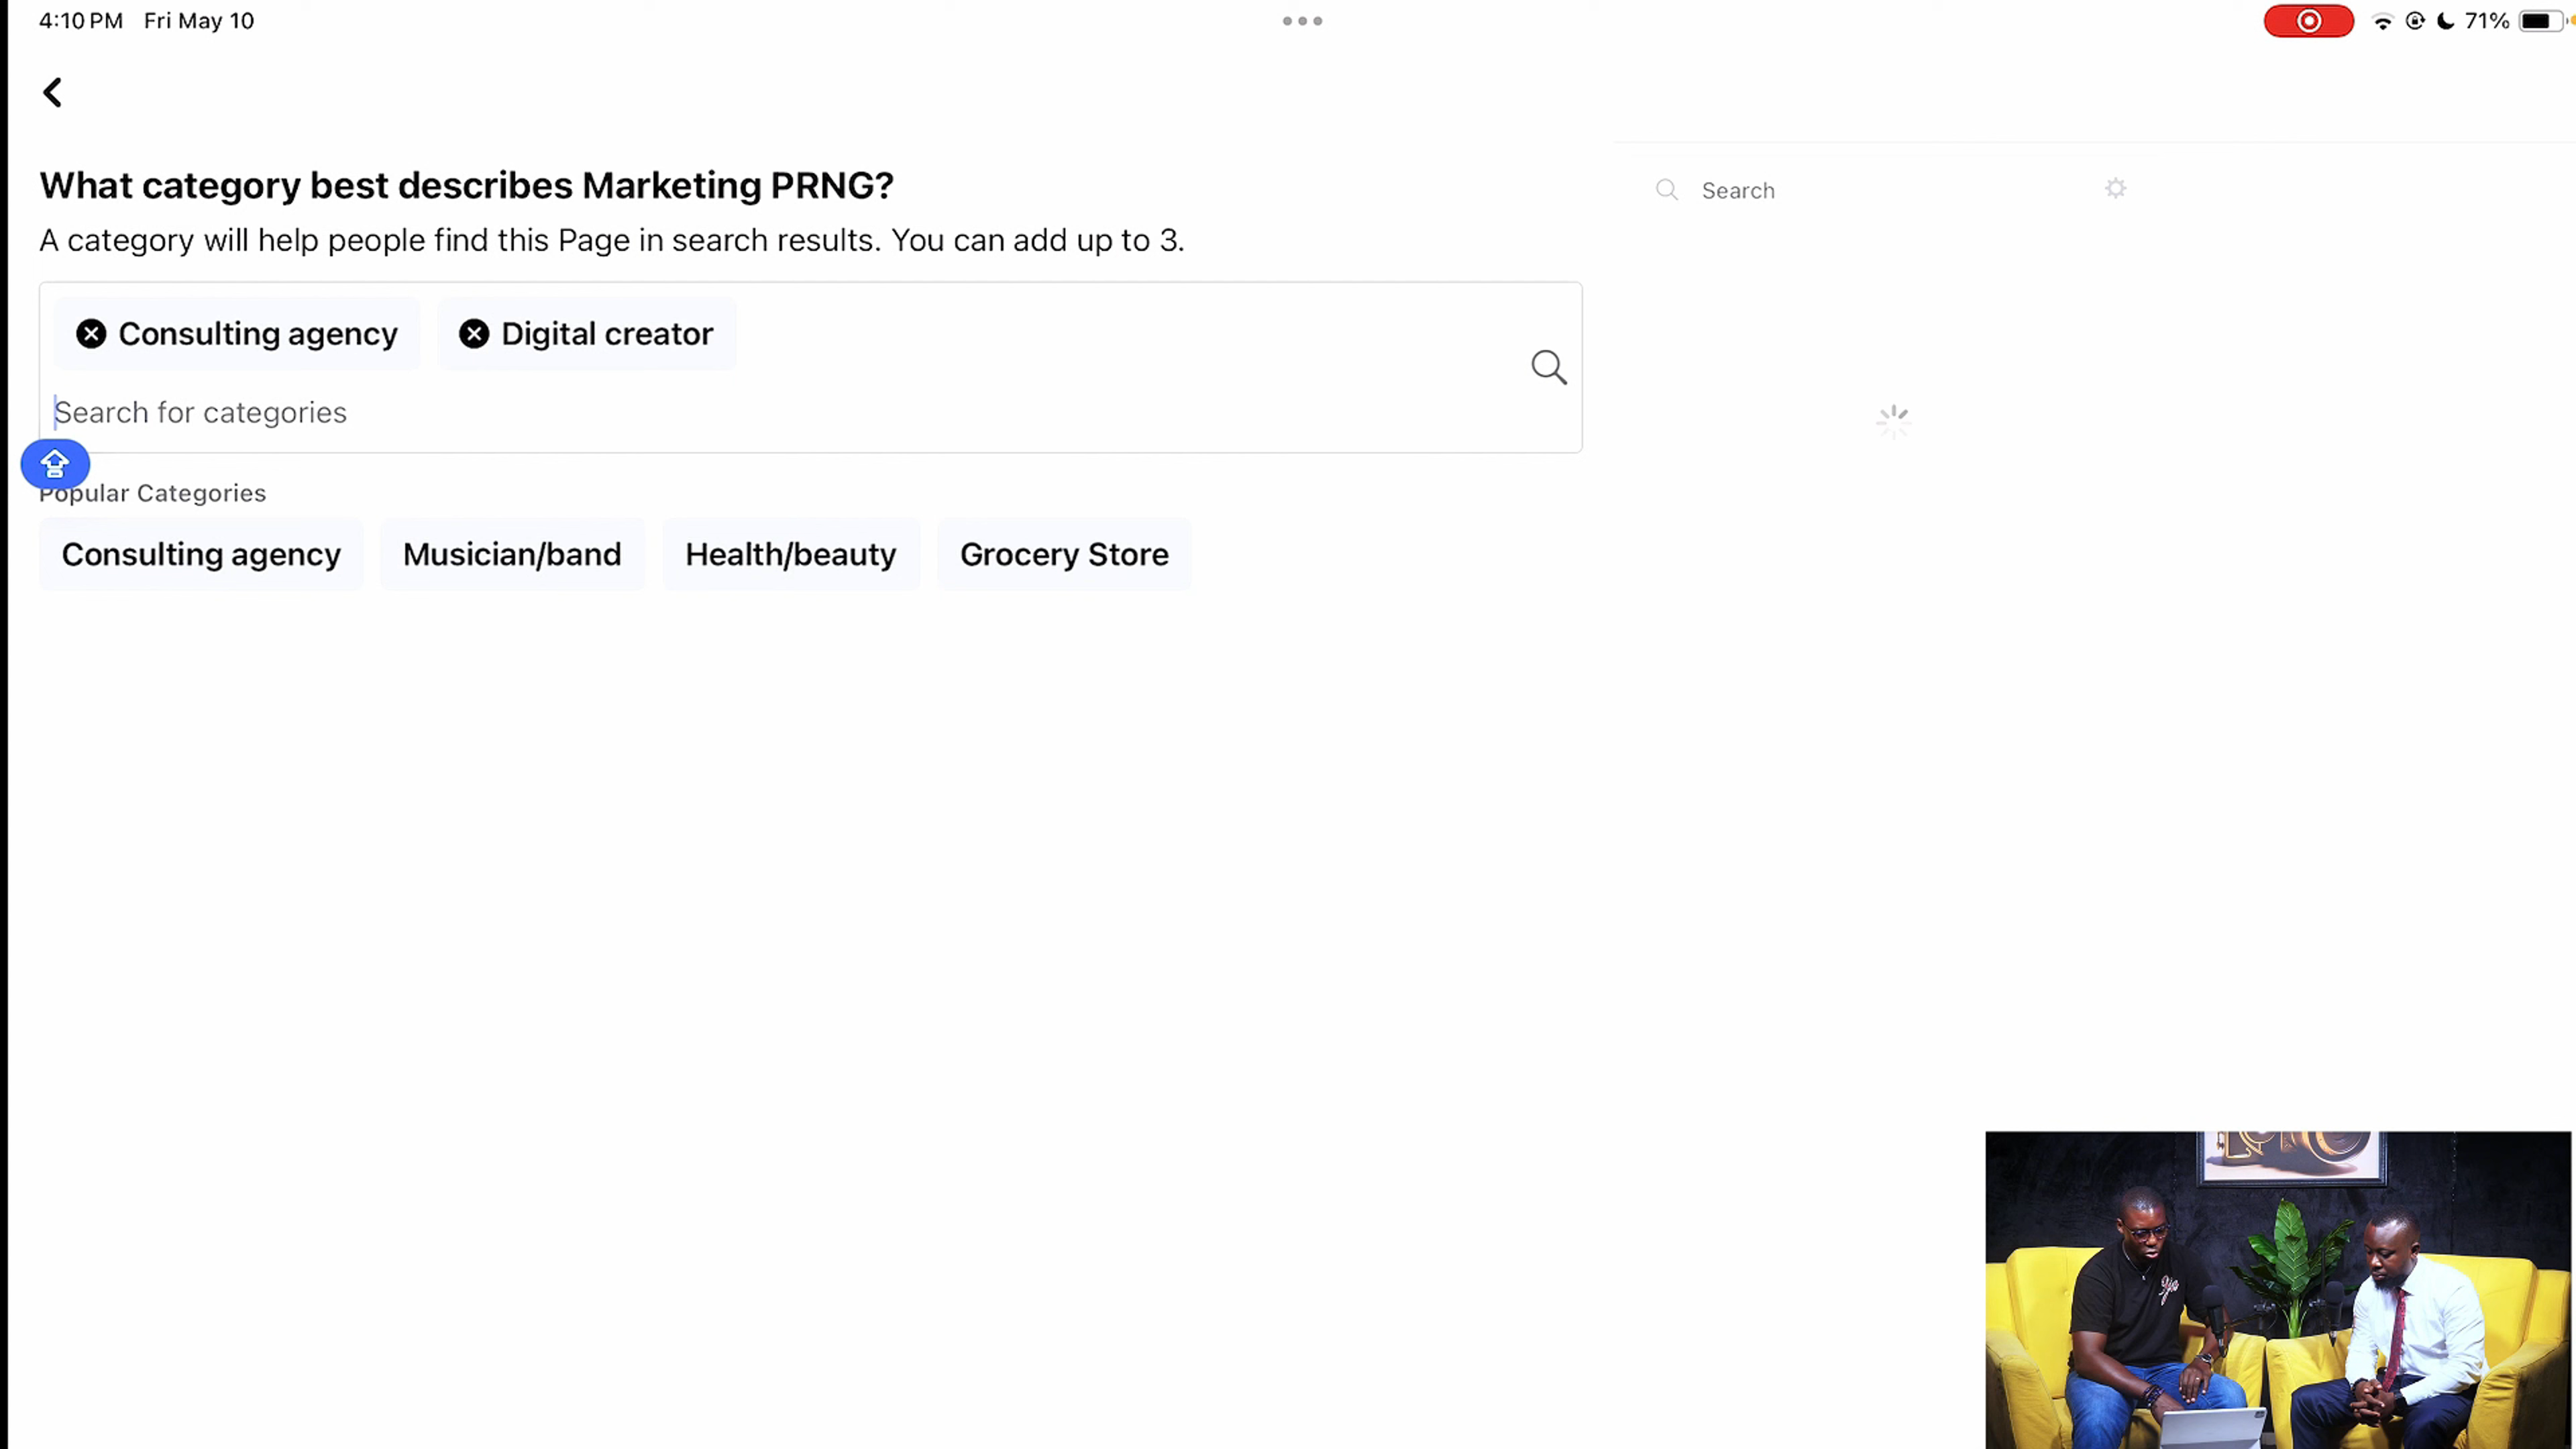 4:10 PM Fri May 10
71%
What category best describes Marketing PRNG?
A category will help people find this Page in search results. You can add up to 3.
Consulting agency Digital creator
Search for categories
Popular Categories
Consulting agency Musician/band Health/beauty Grocery Store
Search